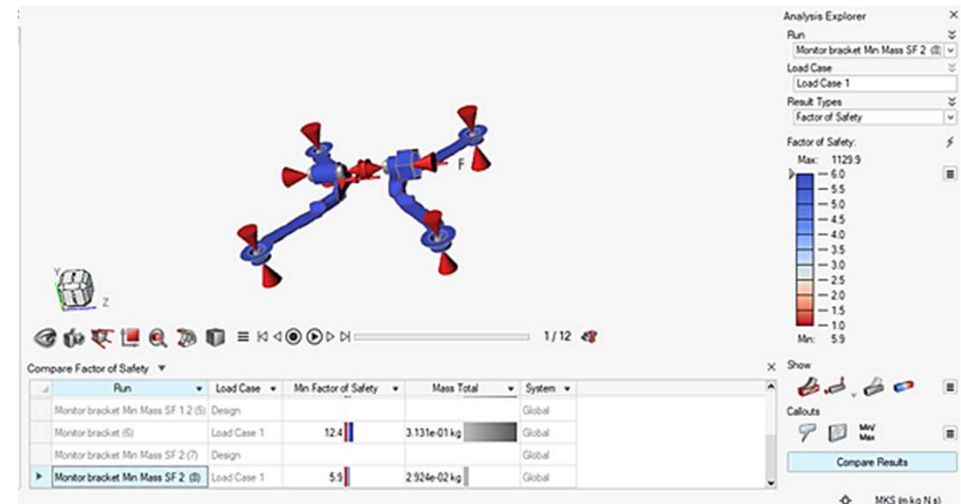 Analysis Explorer
Run
Monitor bracket Min Mass SF 2 (8)
Load Case
Load Case 1
Result Types
Factor of Safety
Factor of Safety:
Max: 1129.9
6.0
5.5
5.0
4.5
4.0
3.5
3.0
2.5
2.0
1.5
1.0
Min: 5.9
F
Y
Z
1/12
Show
Callouts
Min/
Max
Compare Results
Compare Factor of Safety
Run Load Case Min Factor of Safety Mass Total System
Monitor bracket Min Mass SF 1.2 (5) Design Global
Monitor bracket (6) Load Case 1 12.4 3.131e-01 kg Global
Monitor bracket Min Mass SF 2 (7) Design Global
Monitor bracket Min Mass SF 2 (8) Load Case 1 5.9 2.924e-02 kg Global
MKS (m kg N s)